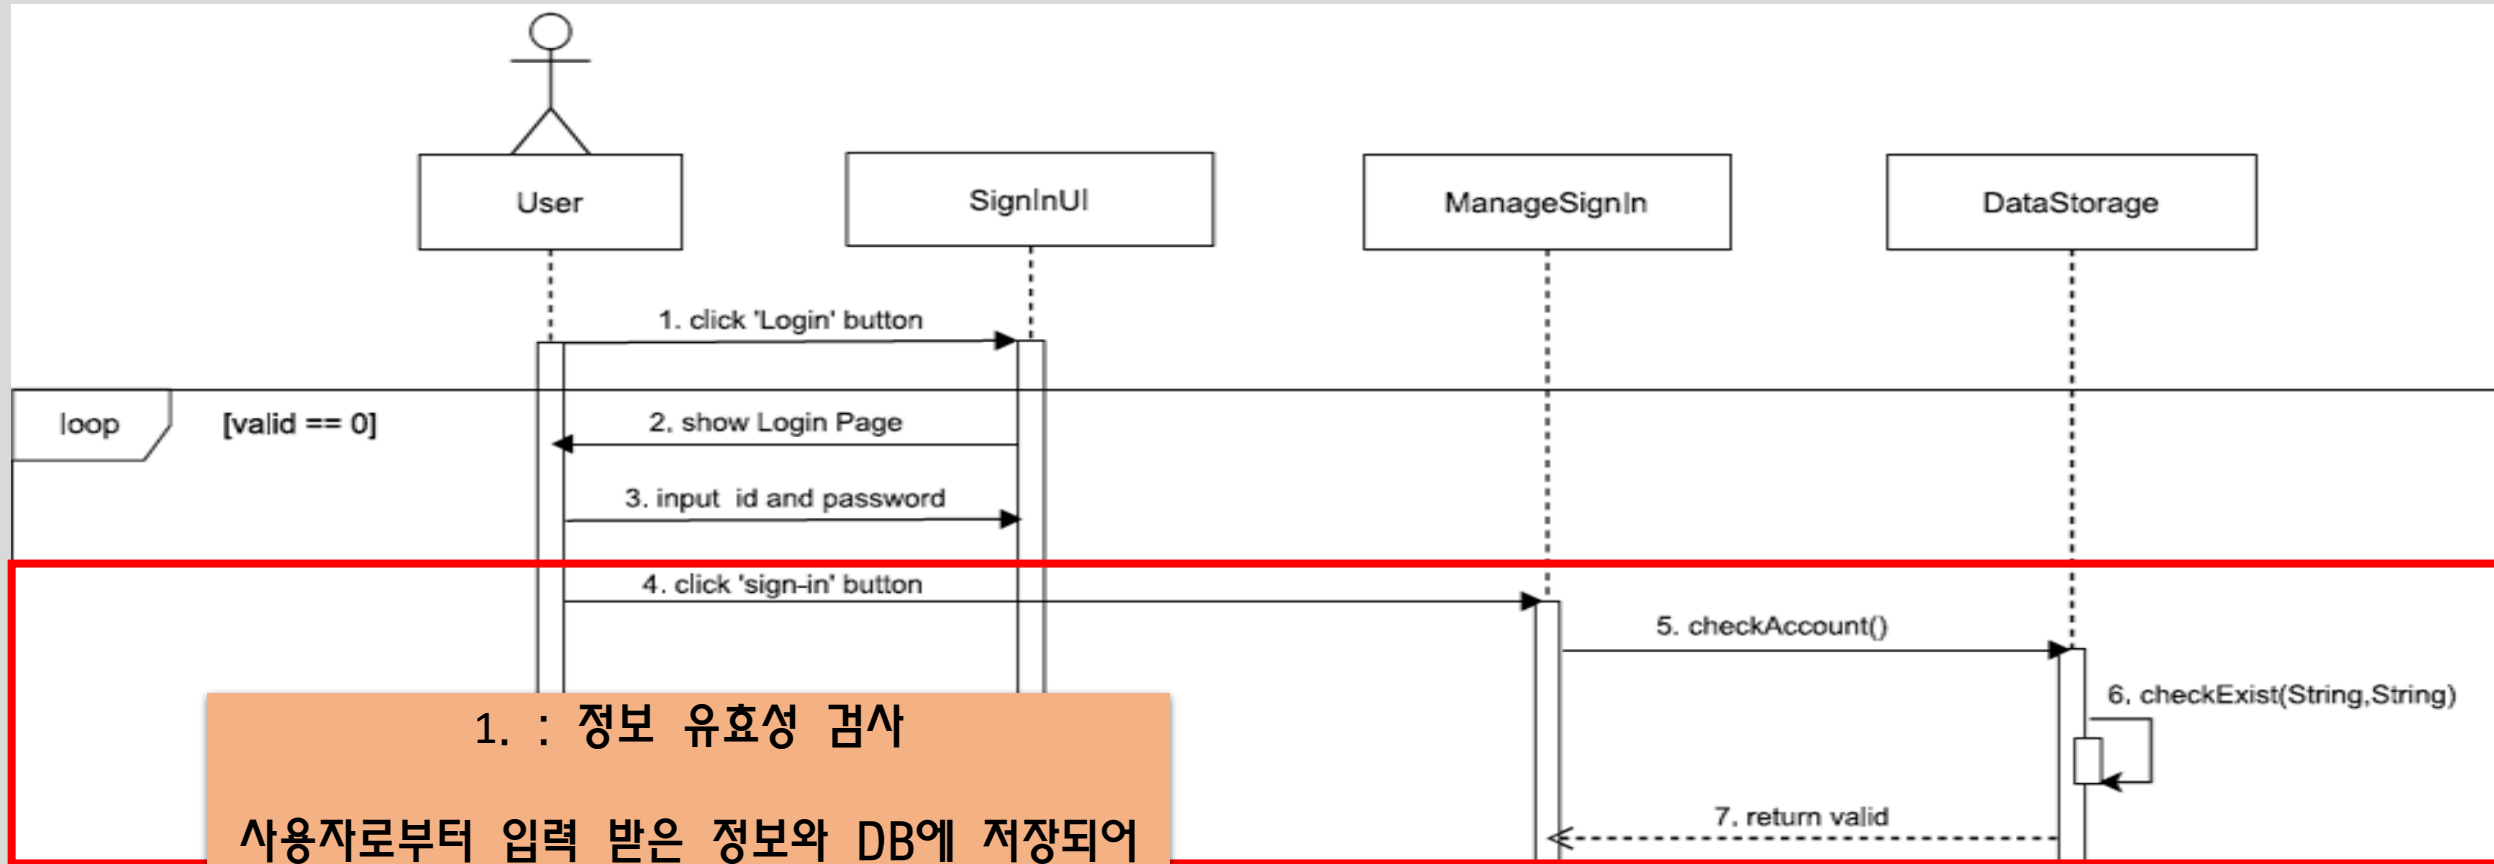 User
SignInUI
ManageSignIn
DataStorage
1. click 'Login' button
loop
[valid == 0]
2. show Login Page
3. input id and password
4. click 'sign-in' button
5. checkAccount()
6. checkExist(String,String)
7. return valid
1. : 정보 유효성 검사
사용자로부터 입력 받은 정보와 DB에 저장되어